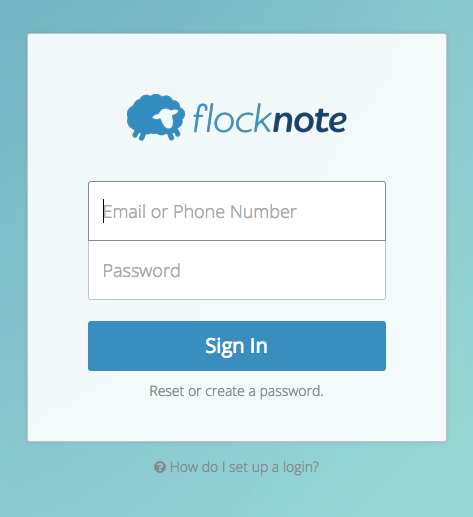 flocknote
Email or Phone Number
Password
Sign In
Reset or create a password.
How do I set up a login?